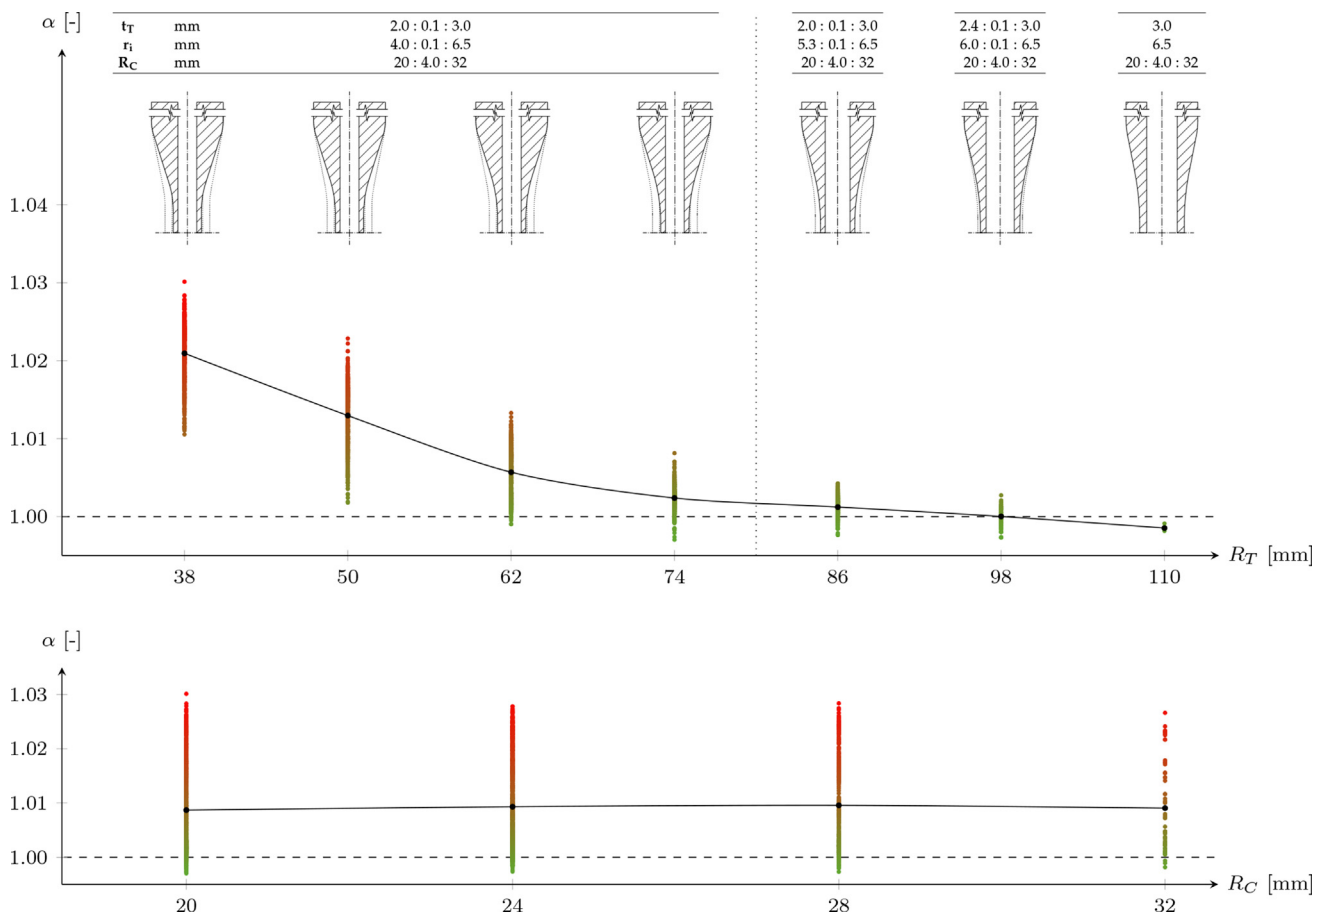 α [-]
t_T mm 2.0 : 0.1 : 3.0 2.0 : 0.1 : 3.0 2.4 : 0.1 : 3.0 3.0
r_i mm 4.0 : 0.1 : 6.5 5.3 : 0.1 : 6.5 6.0 : 0.1 : 6.5 6.5
R_C mm 20 : 4.0 : 32 20 : 4.0 : 32 20 : 4.0 : 32 20 : 4.0 : 32
1.04
1.03
1.02
1.01
1.00
38 50 62 74 86 98 110 R_T [mm]
α [-]
1.03
1.02
1.01
1.00
20 24 28 32 R_C [mm]